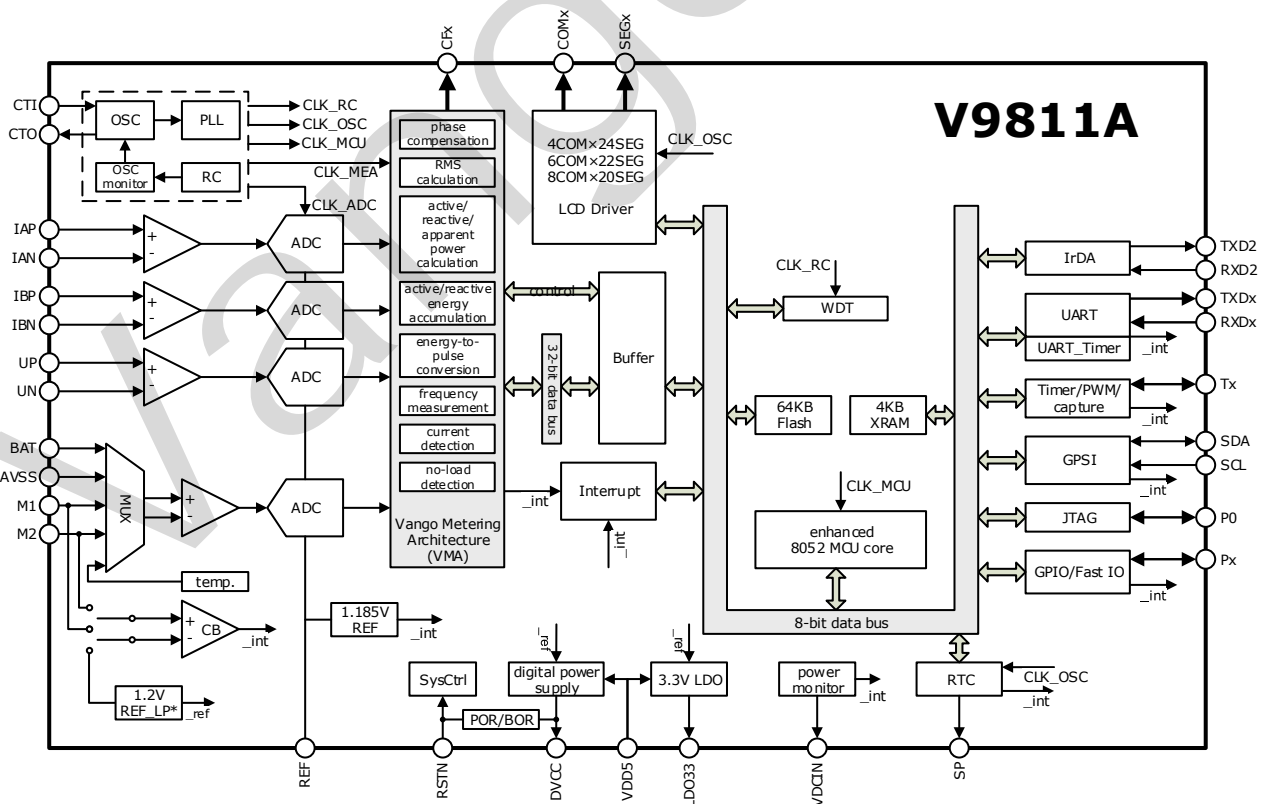 CFx
COMx
SEGx
V9811A
CTI
CTO
OSC
PLL
OSC
monitor
RC
CLK_RC
CLK_OSC
CLK_MCU
CLK_MEA
CLK_ADC
IAP
IAN
IBP
IBN
UP
UN
BAT
AVSS
M1
M2
+
-
ADC
+
-
ADC
+
-
ADC
MUX
+
-
ADC
temp.
+
-
CB
_int
1.2V
REF_LP*
_ref
1.185V
REF
_int
phase
compensation
RMS
calculation
active/
reactive/
apparent
power
calculation
active/reactive
energy
accumulation
energy-to-
pulse
conversion
frequency
measurement
current
detection
no-load
detection
Vango Metering
Architecture
(VMA)
4COM×24SEG
6COM×22SEG
8COM×20SEG
LCD Driver
CLK_OSC
control
32-bit data bus
Buffer
_int
Interrupt
_int
CLK_RC
WDT
64KB
Flash
4KB
XRAM
CLK_MCU
enhanced
8052 MCU core
8-bit data bus
IrDA
UART
UART_Timer
_int
Timer/PWM/
capture
_int
GPSI
_int
JTAG
GPIO/Fast IO
_int
TXD2
RXD2
TXDx
RXDx
Tx
SDA
SCL
P0
Px
SysCtrl
POR/BOR
_ref
digital power
supply
_ref
3.3V LDO
power
monitor
_int
RTC
CLK_OSC
_int
REF
RSTN
DVCC
VDD5
LDO33
VDCIN
SP
Vango